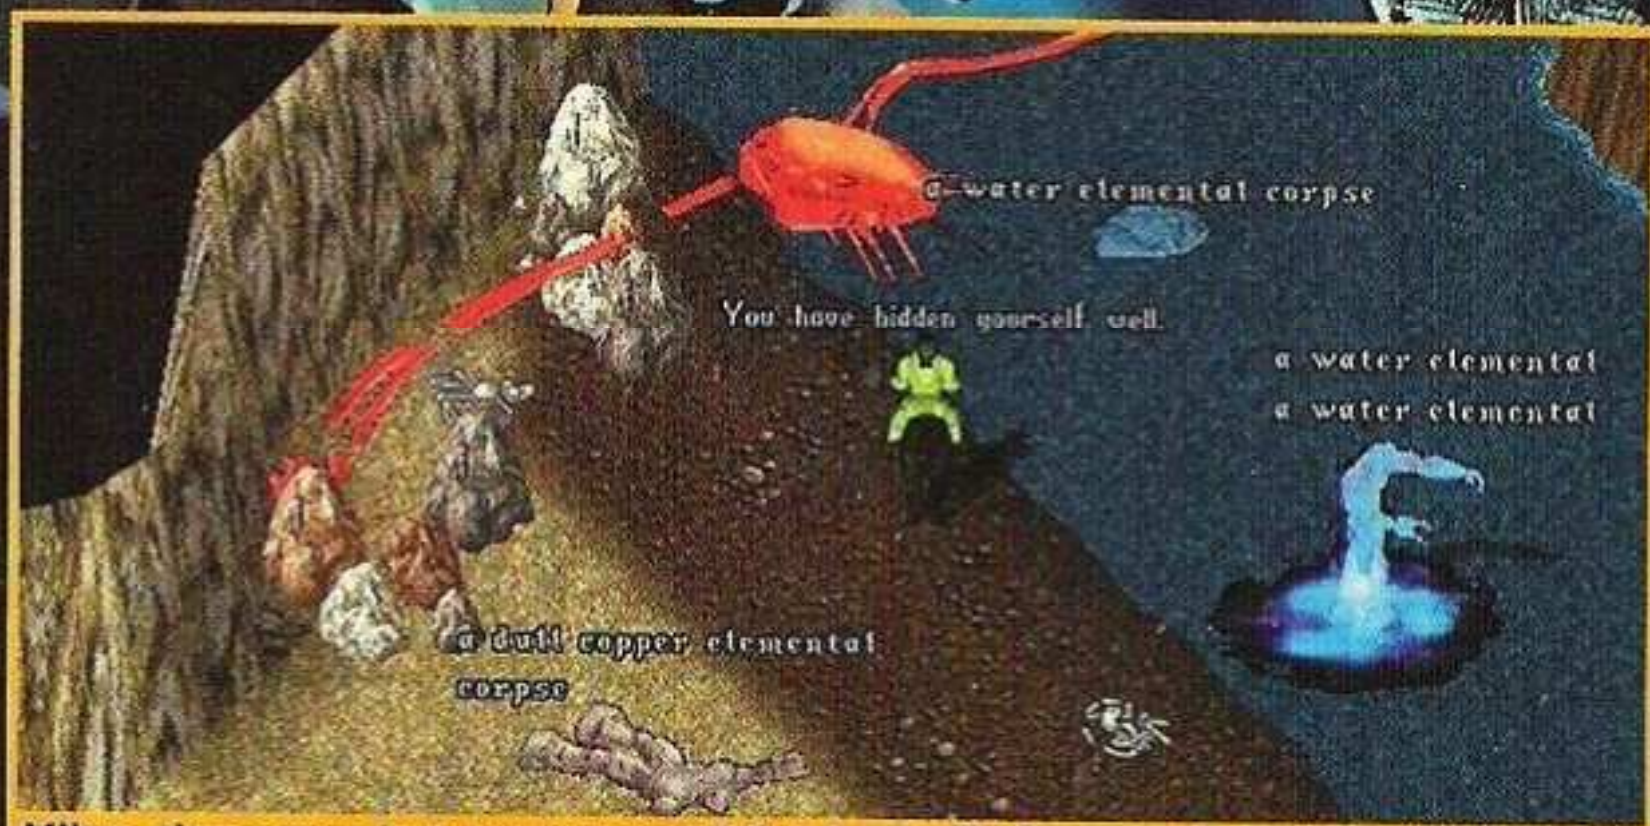 a water elemental corpse
You have hidden yourself well.
a water elemental
a water elemental
a dull copper elemental
corpse